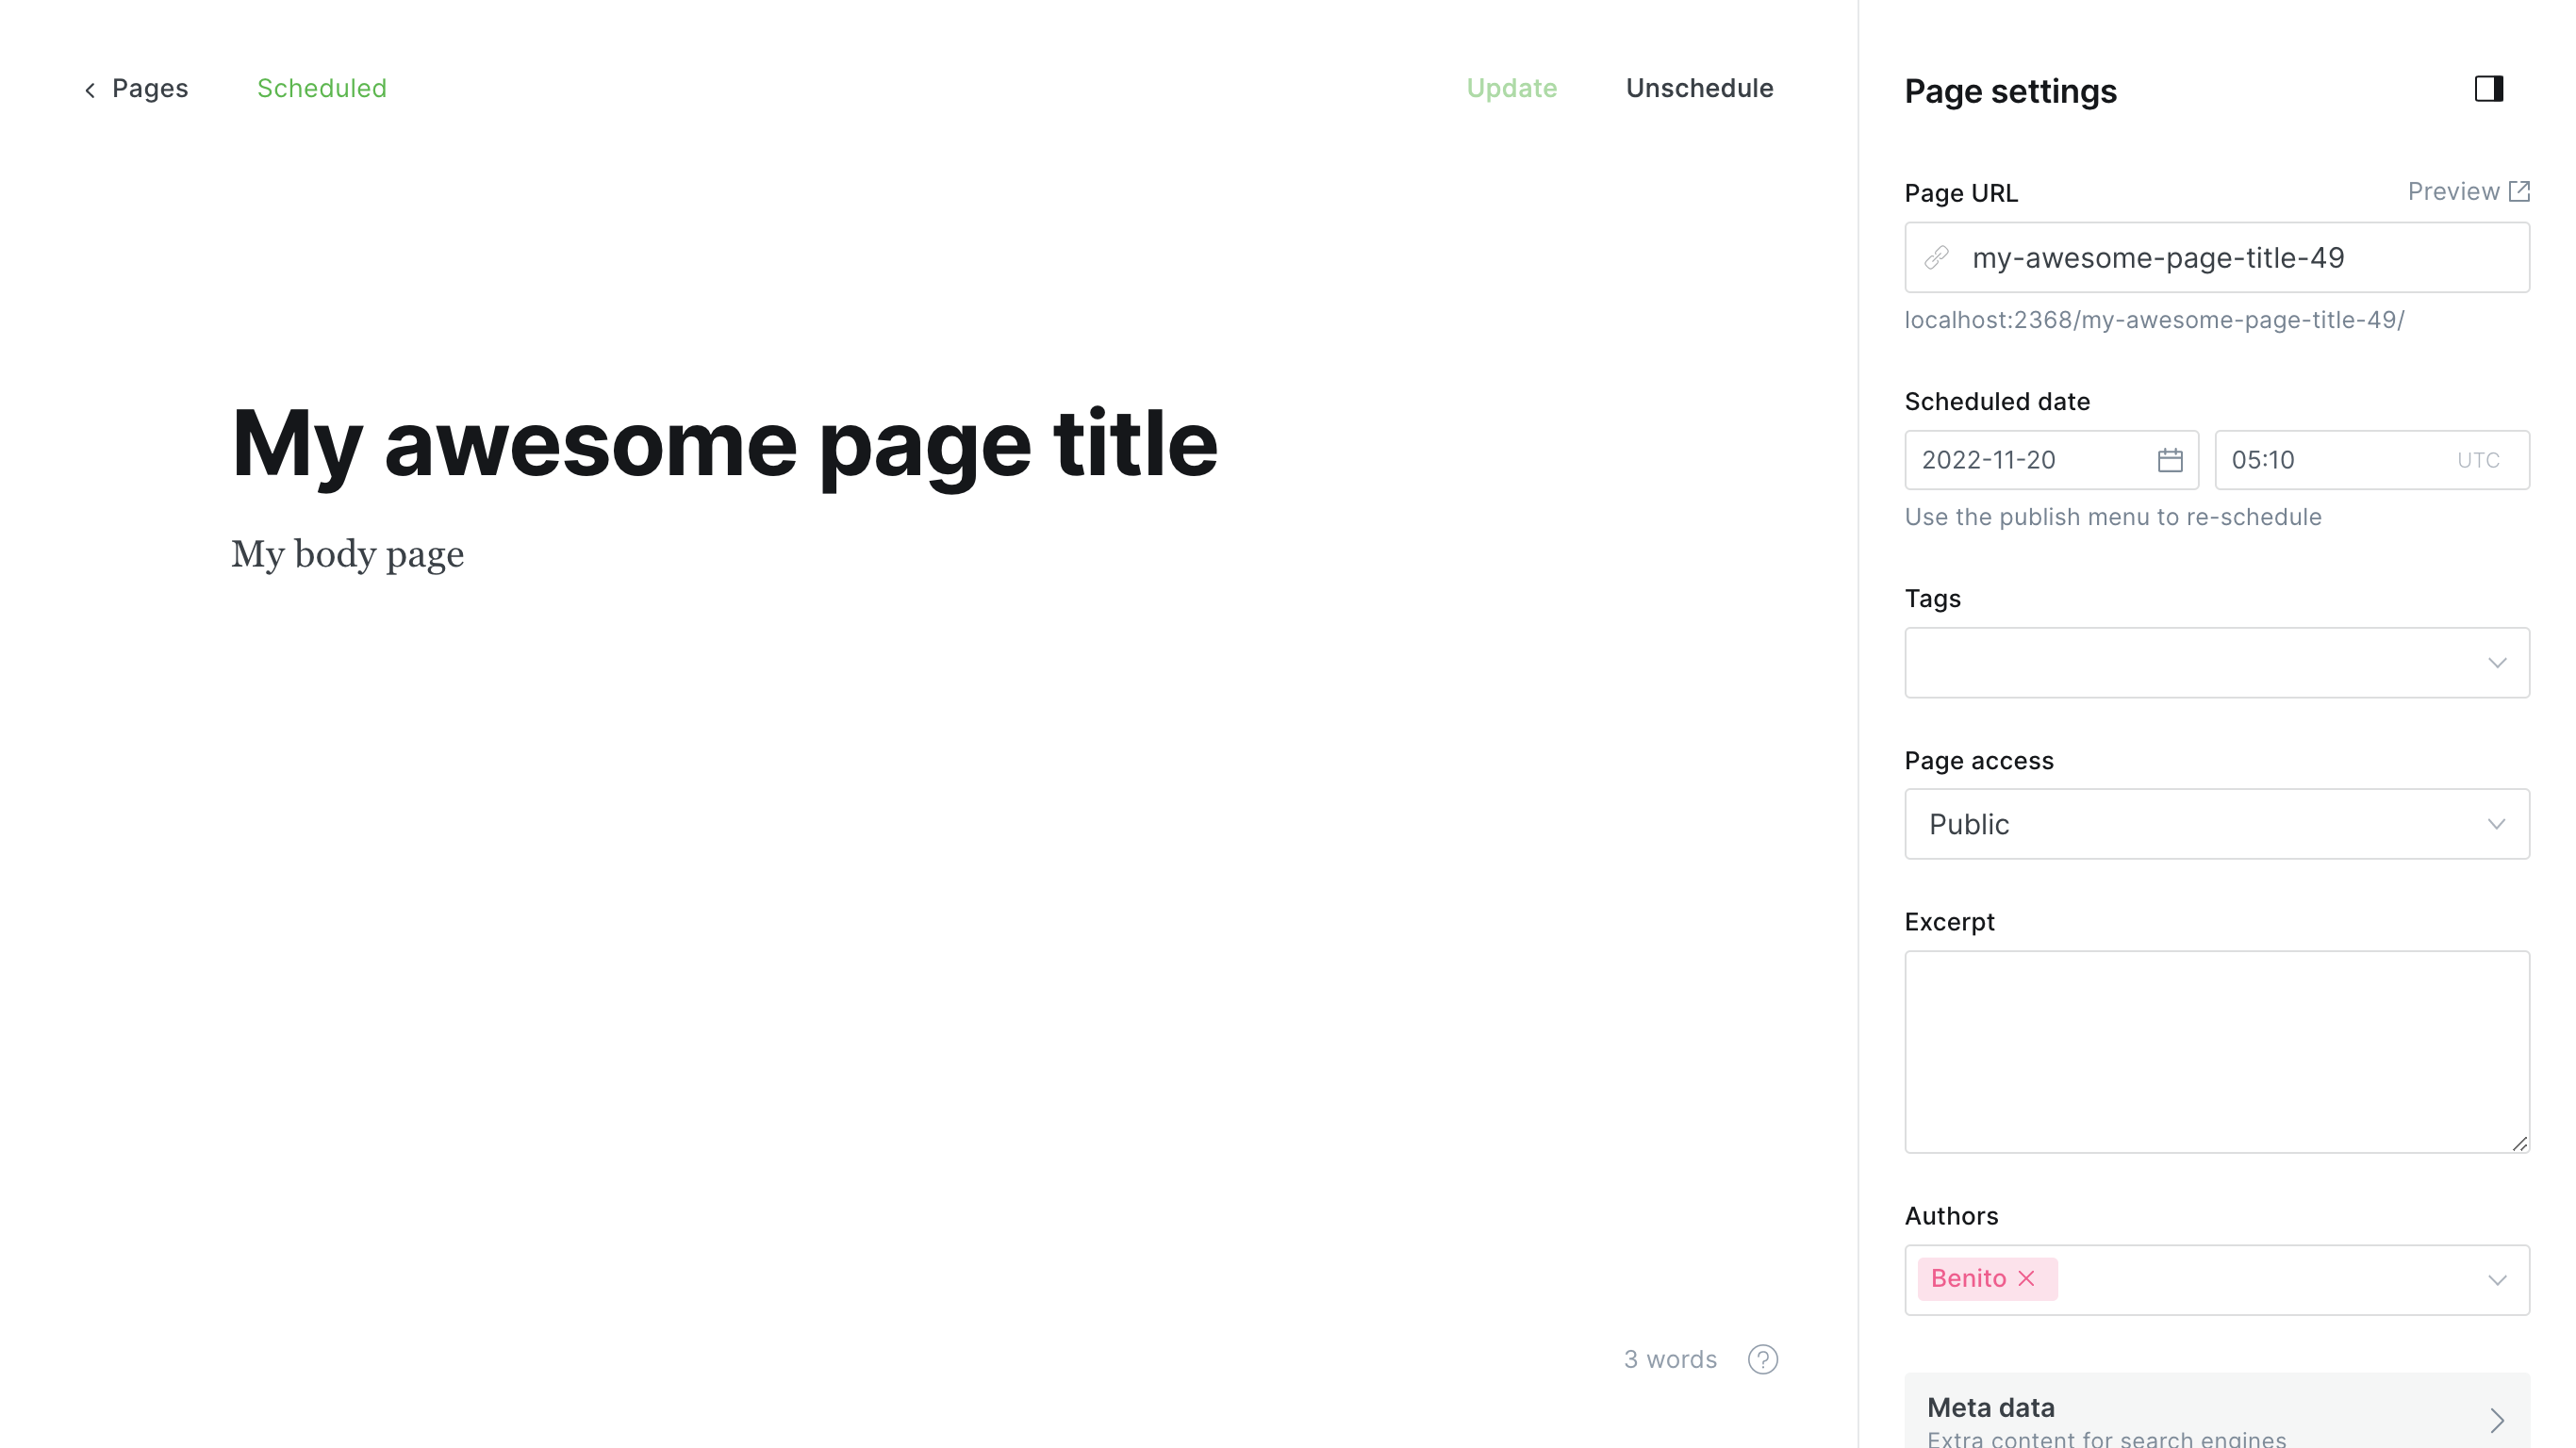 Pages
Scheduled
Update
Unschedule
My awesome page title
My body page
3 words
?
Page settings
Page URL
Preview
my-awesome-page-title-49
localhost:2368/my-awesome-page-title-49/
Scheduled date
2022-11-20
05:10
UTC
Use the publish menu to re-schedule
Tags
Page access
Public
Excerpt
Authors
Benito
Meta data
Extra content for search engines